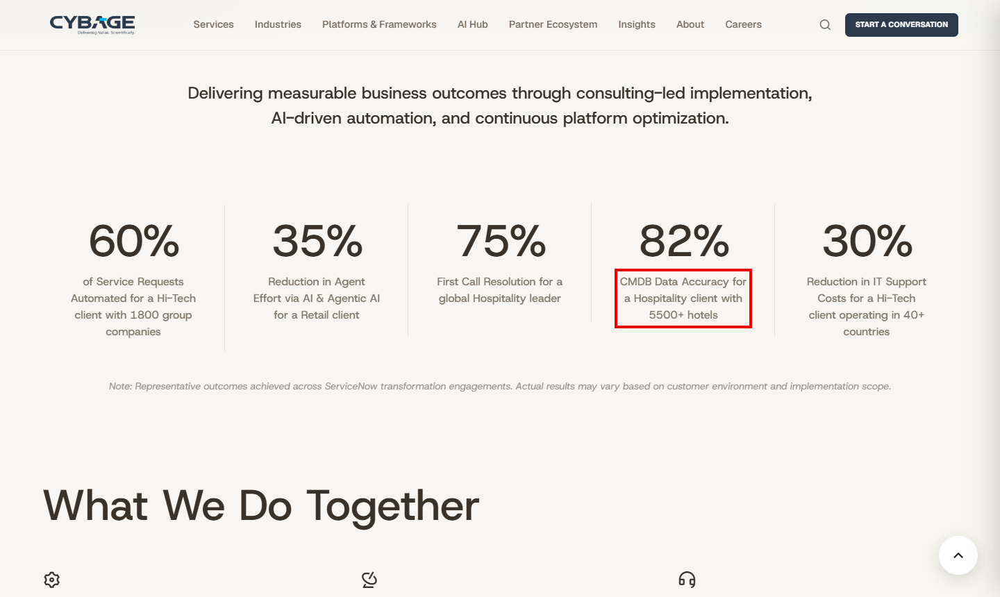 CYBAGE
Delivering Value. Scientifically.
Services
Industries
Platforms & Frameworks
AI Hub
Partner Ecosystem
Insights
About
Careers
START A CONVERSATION
Delivering measurable business outcomes through consulting-led implementation,
AI-driven automation, and continuous platform optimization.
60%
of Service Requests
Automated for a Hi-Tech
client with 1800 group
companies
35%
Reduction in Agent
Effort via AI & Agentic AI
for a Retail client
75%
First Call Resolution for a
global Hospitality leader
82%
CMDB Data Accuracy for
a Hospitality client with
5500+ hotels
30%
Reduction in IT Support
Costs for a Hi-Tech
client operating in 40+
countries
Note: Representative outcomes achieved across ServiceNow transformation engagements. Actual results may vary based on customer environment and implementation scope.
What We Do Together